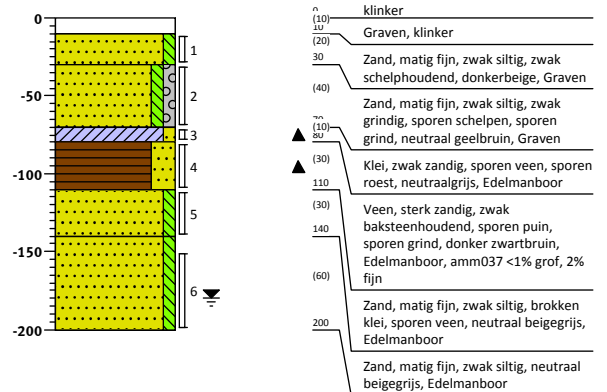 0
-50
-100
-150
-200
1
2
3
4
5
6
0
(10)
10
(20)
30
(40)
70
(10)
80
(30)
110
(30)
140
(60)
200
klinker
Graven, klinker
Zand, matig fijn, zwak siltig, zwak
schelphoudend, donkerbeige, Graven
Zand, matig fijn, zwak siltig, zwak
grindig, sporen schelpen, sporen
grind, neutraal geelbruin, Graven
Klei, zwak zandig, sporen veen, sporen
roest, neutraalgrijs, Edelmanboor
Veen, sterk zandig, zwak
baksteenhoudend, sporen puin,
sporen grind, donker zwartbruin,
Edelmanboor, amm037 <1% grof, 2%
fijn
Zand, matig fijn, zwak siltig, brokken
klei, sporen veen, neutraal beigegrijs,
Edelmanboor
Zand, matig fijn, zwak siltig, neutraal
beigegrijs, Edelmanboor